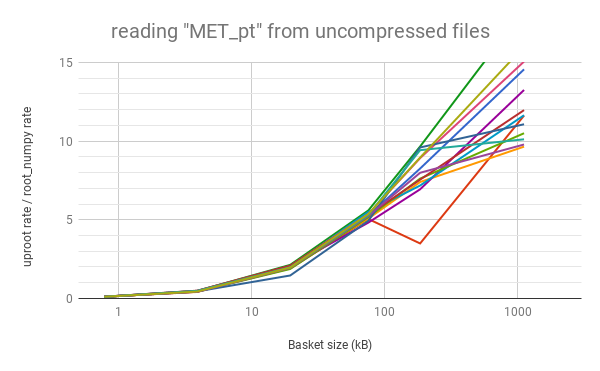 reading "MET_pt" from uncompressed files
uproot rate / root_numpy rate
15
10
5
0
1
10
100
1000
Basket size (kB)